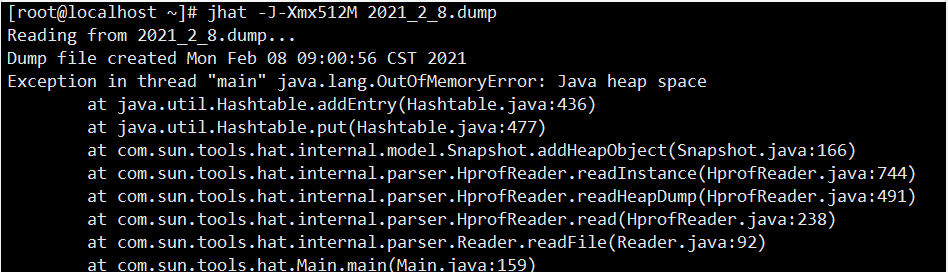 [root@localhost ~]# jhat -J-Xmx512M 2021_2_8.dump
Reading from 2021_2_8.dump...
Dump file created Mon Feb 08 09:00:56 CST 2021
Exception in thread "main" java.lang.OutOfMemoryError: Java heap space
        at java.util.Hashtable.addEntry(Hashtable.java:436)
        at java.util.Hashtable.put(Hashtable.java:477)
        at com.sun.tools.hat.internal.model.Snapshot.addHeapObject(Snapshot.java:166)
        at com.sun.tools.hat.internal.parser.HprofReader.readInstance(HprofReader.java:744)
        at com.sun.tools.hat.internal.parser.HprofReader.readHeapDump(HprofReader.java:491)
        at com.sun.tools.hat.internal.parser.HprofReader.read(HprofReader.java:238)
        at com.sun.tools.hat.internal.parser.Reader.readFile(Reader.java:92)
        at com.sun.tools.hat.Main.main(Main.java:159)